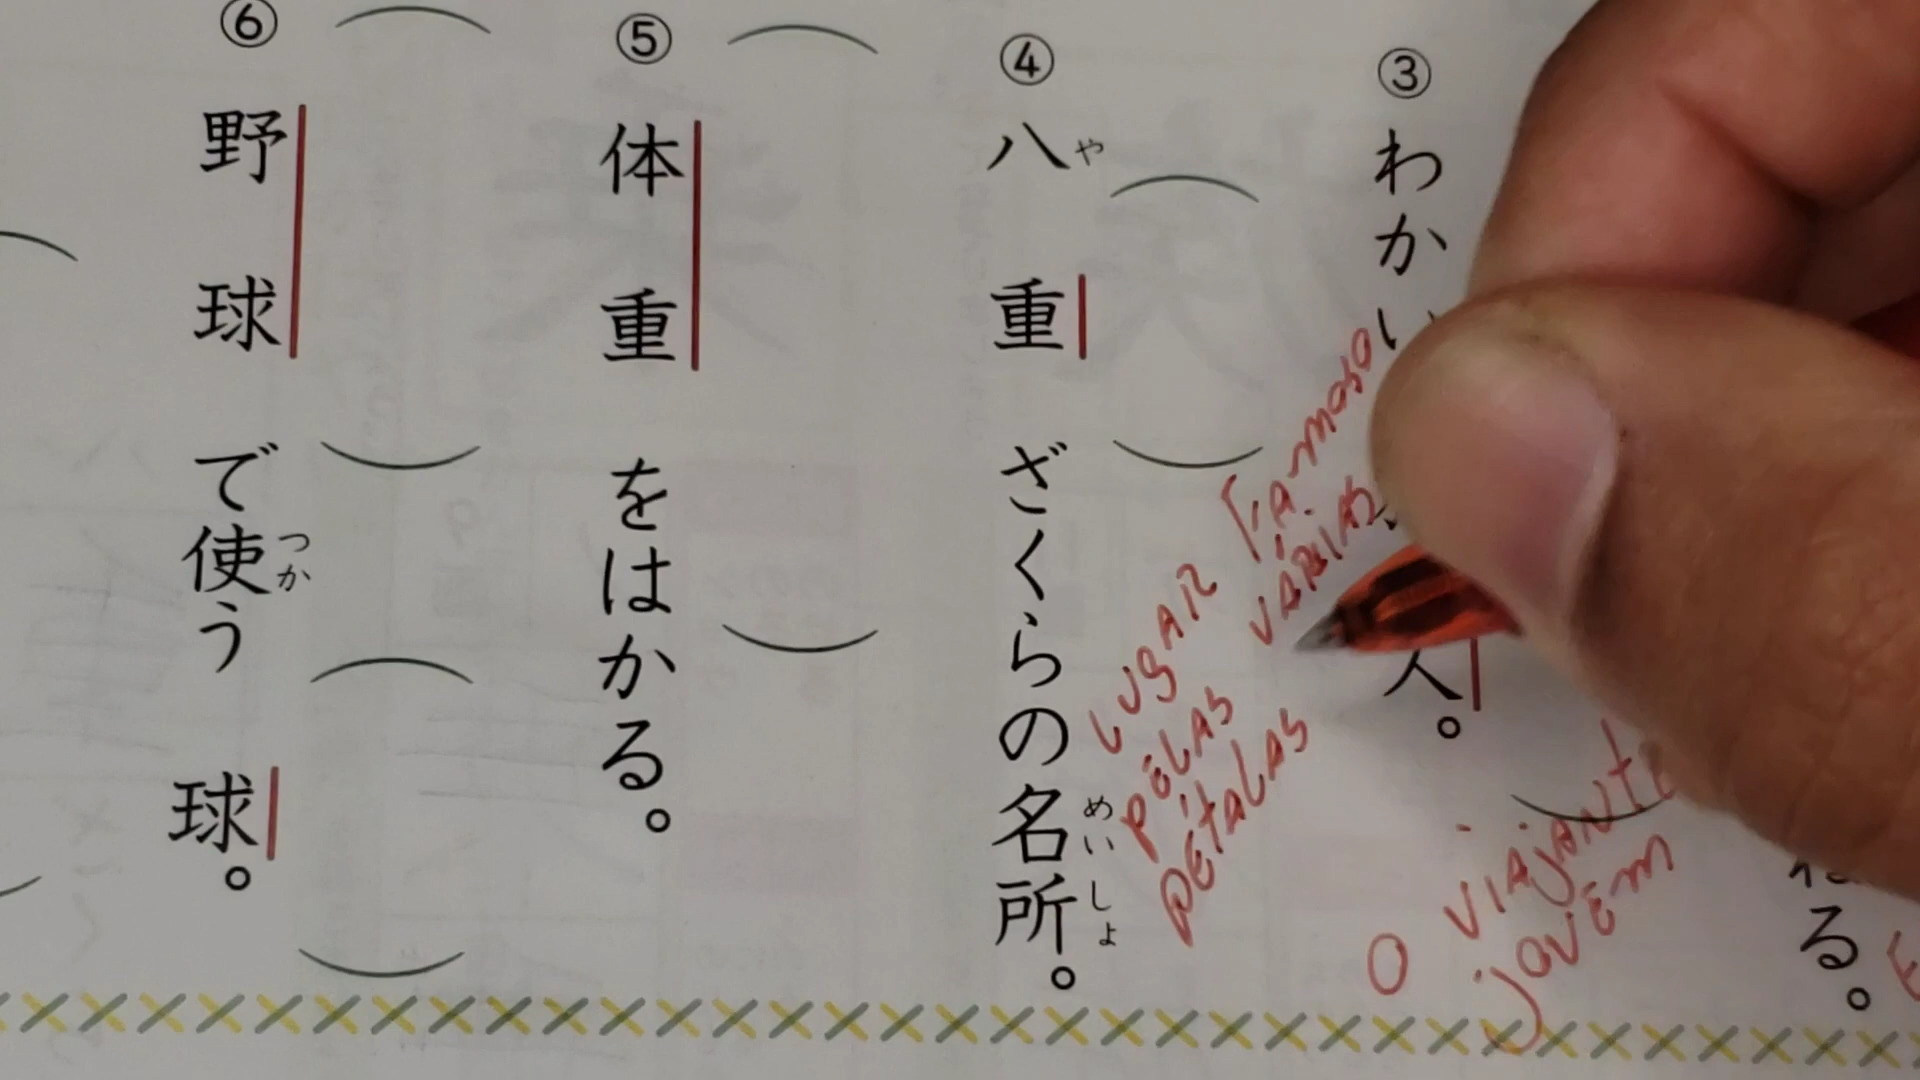 ③わかい
人。
④八重ざくらの名所。
や
めいしょ
⑤体重をはかる。
⑥野球で使う球。
つか
る。
LUGAR FAMOSO
PELAS VÁRIAS
PÉTALAS
O VIAJANTE
JOVEM